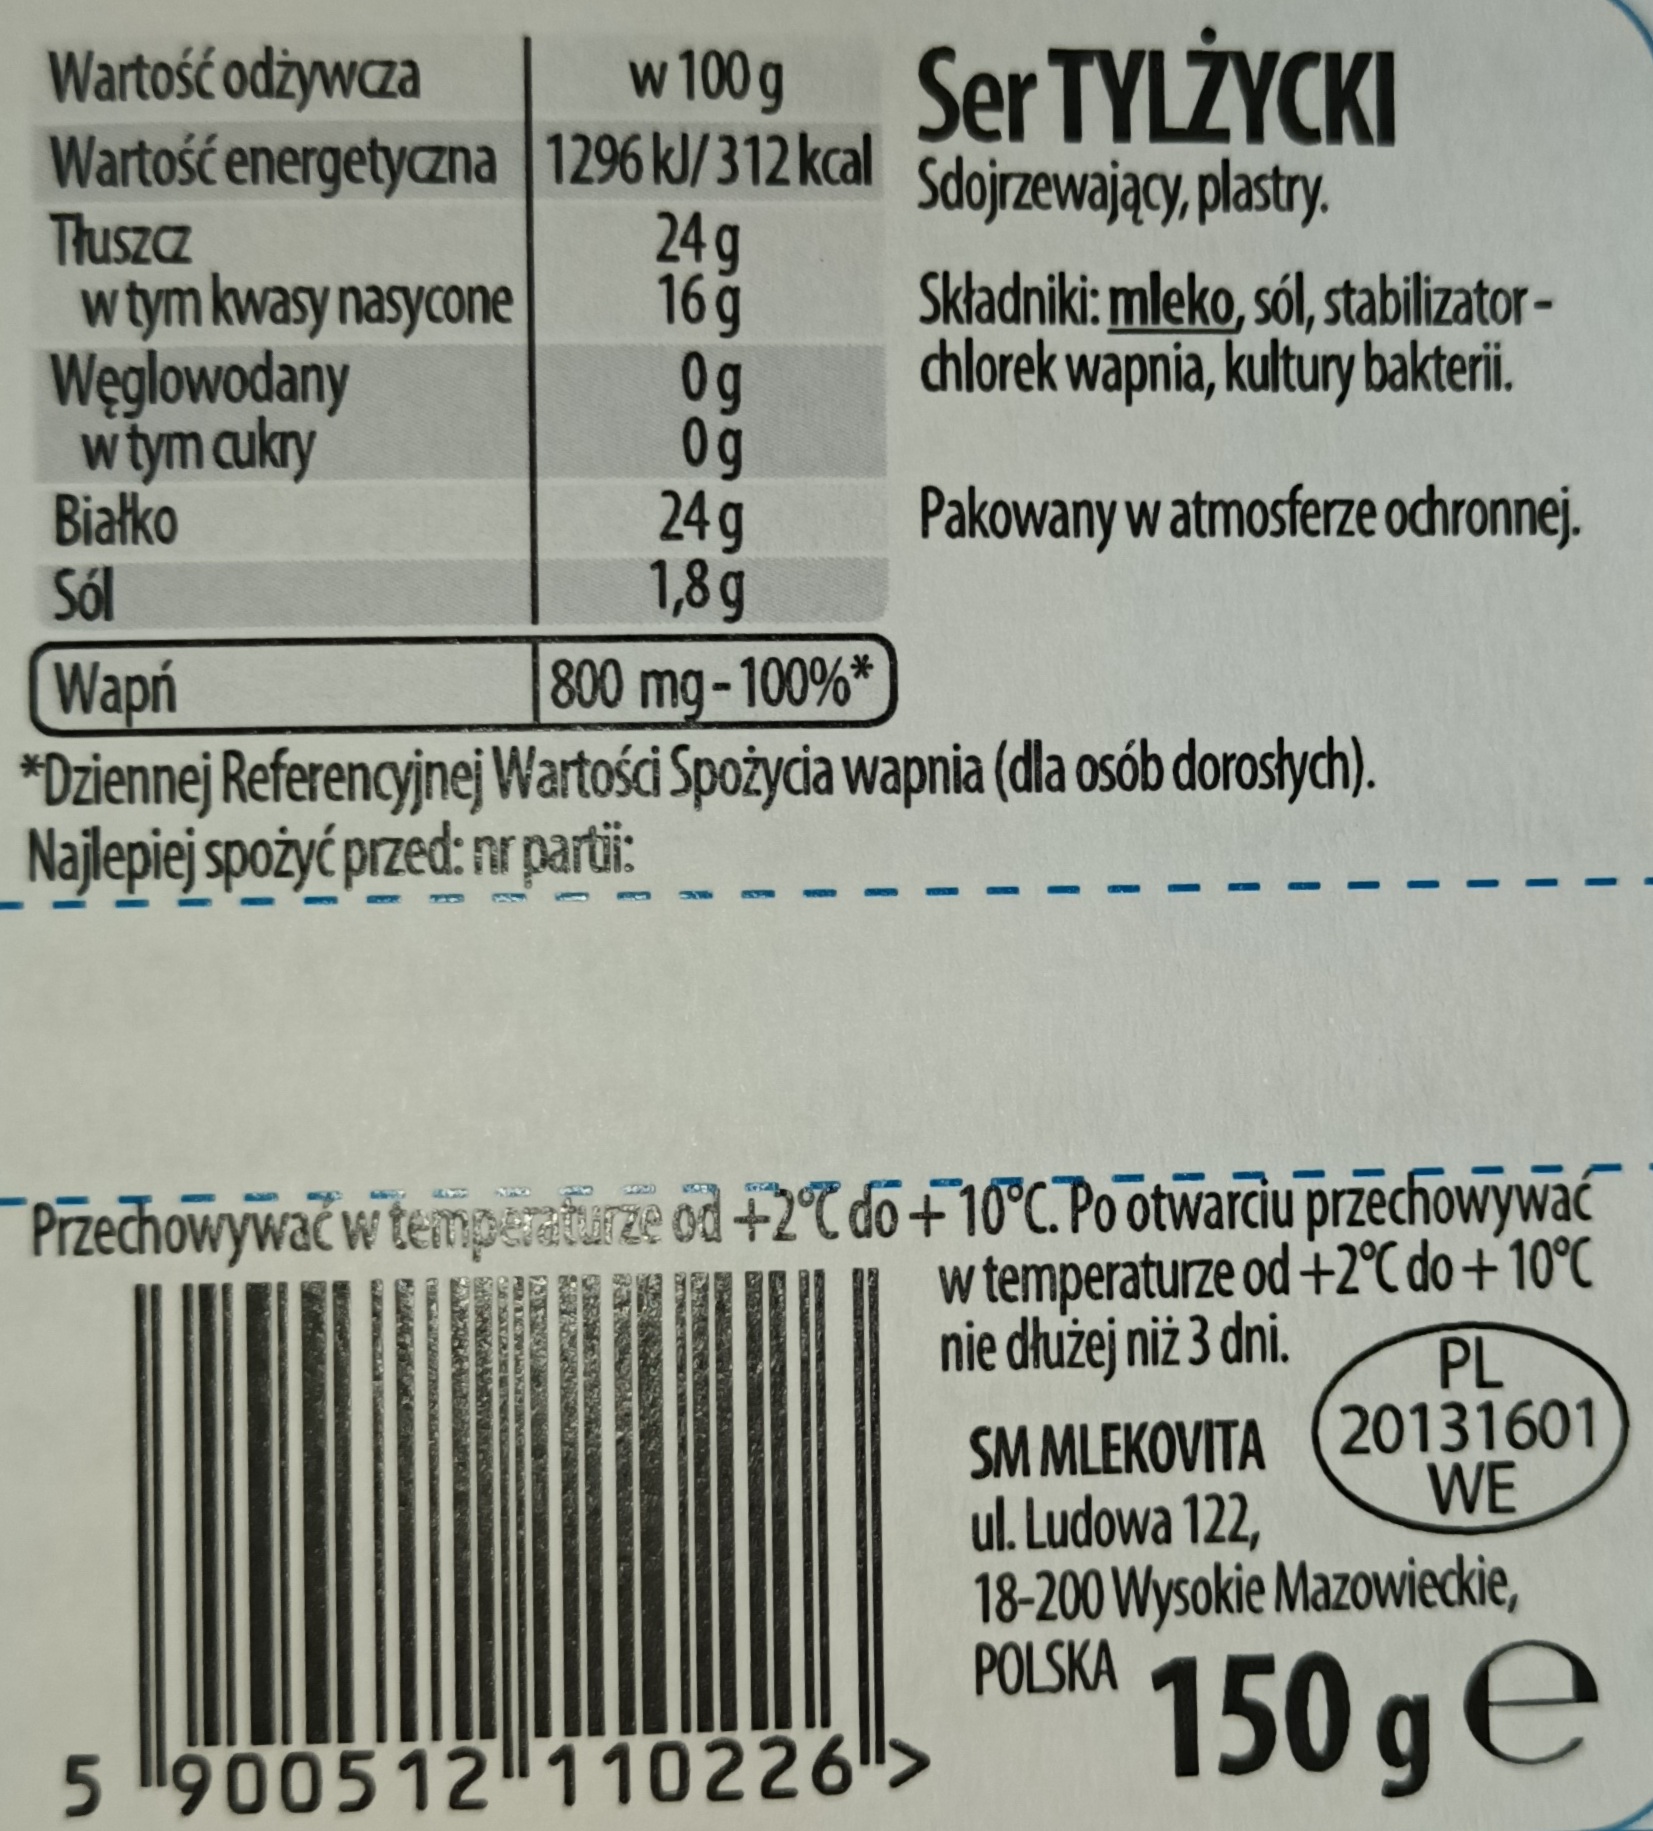 Wartość odżywcza w 100 g
Wartość energetyczna 1296 kJ/ 312 kcal
Tłuszcz 24 g
w tym kwasy nasycone 16 g
Węglowodany 0 g
w tym cukry 0 g
Białko 24 g
Sól 1,8 g
Wapń 800 mg - 100%*
Ser TYLŻYCKI
Sdojrzewający, plastry.
Składniki: mleko, sól, stabilizator -
chlorek wapnia, kultury bakterii.
Pakowany w atmosferze ochronnej.
*Dziennej Referencyjnej Wartości Spożycia wapnia (dla osób dorosłych).
Najlepiej spożyć przed: nr partii:
Przechowywać w temperaturze od +2°C do + 10°C. Po otwarciu przechowywać
w temperaturze od +2°C do + 10°C
nie dłużej niż 3 dni.
PL
20131601
WE
SM MLEKOVITA
ul. Ludowa 122,
18-200 Wysokie Mazowieckie,
POLSKA
150 g e
5 900512 110226 >